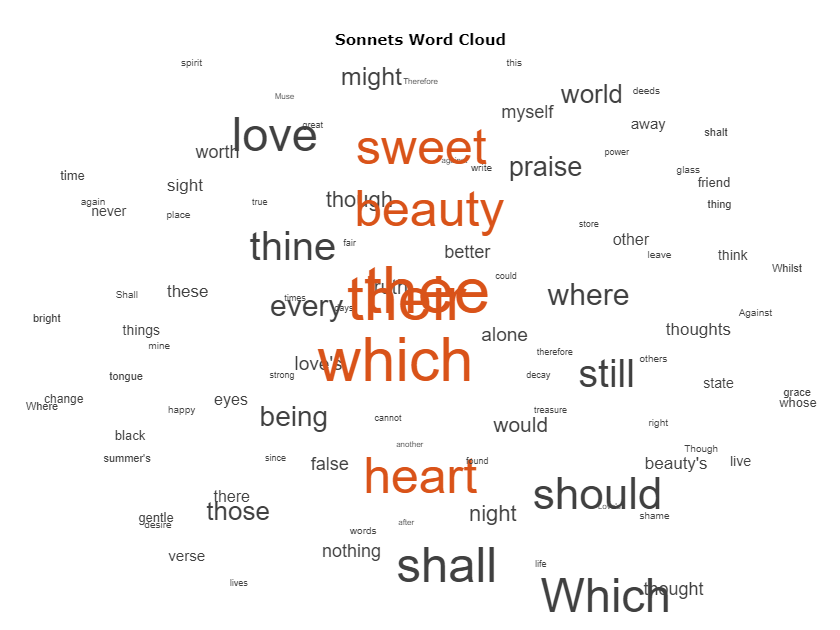 Sonnets Word Cloud
spirit
this
might
Therefore
world
deeds
Muse
myself
love
great
away
shalt
sweet
worth
against
write
praise
power
glass
time
sight
friend
again
never
place
true
though
beauty
thing
store
thine
fair
better
other
leave
think
could
Whilst
Shall
these
truth
thee
their
every
times
days
where
bright
Against
things
alone
thoughts
mine
which
love's
therefore
others
tongue
strong
decay
still
state
change
Where
happy
eyes
grace
whose
being
cannot
treasure
would
right
black
another
Though
summer's
since
false
heart
found
beauty's
live
there
those
should
gentle
desire
after
night
shame
words
verse
nothing
shall
life
lives
Which
thought